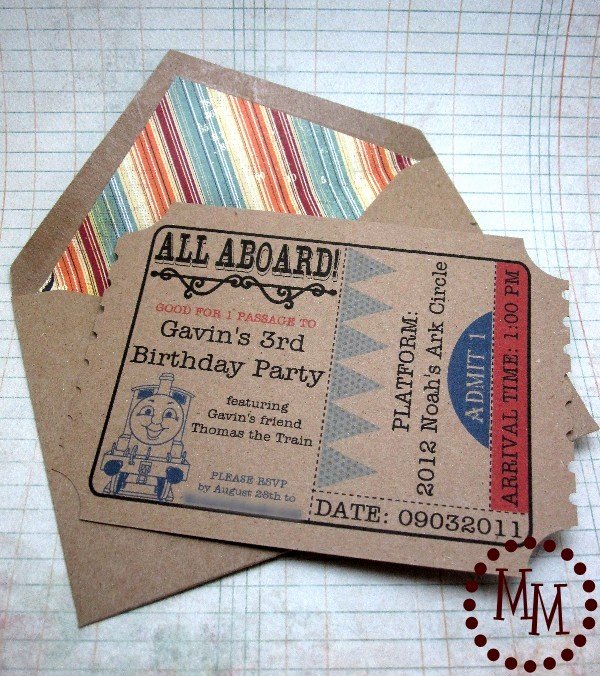 ALL ABOARD!
GOOD FOR 1 PASSAGE TO
Gavin's 3rd
Birthday Party
featuring
Gavin's friend
Thomas the Train
PLEASE RSVP
by August 28th to
PLATFORM:
2012 Noah's Ark Circle
ADMIT 1
ARRIVAL TIME: 1:00 PM
DATE: 09032011
MM